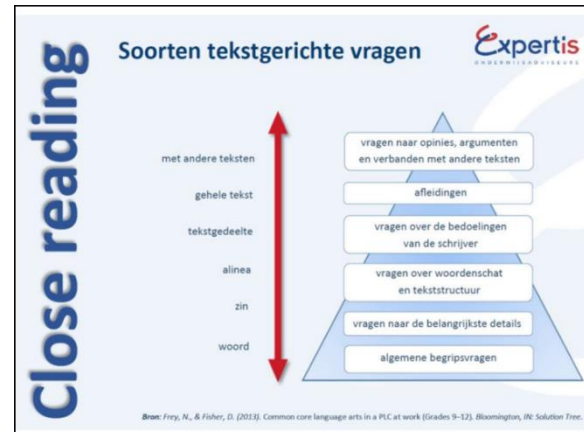 Close reading
Soorten tekstgerichte vragen
Expertis
ONDERWIJSADVISEURS
met andere teksten
gehele tekst
tekstgedeelte
alinea
zin
woord
vragen naar opinies, argumenten
en verbanden met andere teksten
afleidingen
vragen over de bedoelingen
van de schrijver
vragen over woordenschat
en tekststructuur
vragen naar de belangrijkste details
algemene begripsvragen
Bron: Frey, N., & Fisher, D. (2013). Common core language arts in a PLC at work (Grades 9–12). Bloomington, IN: Solution Tree.